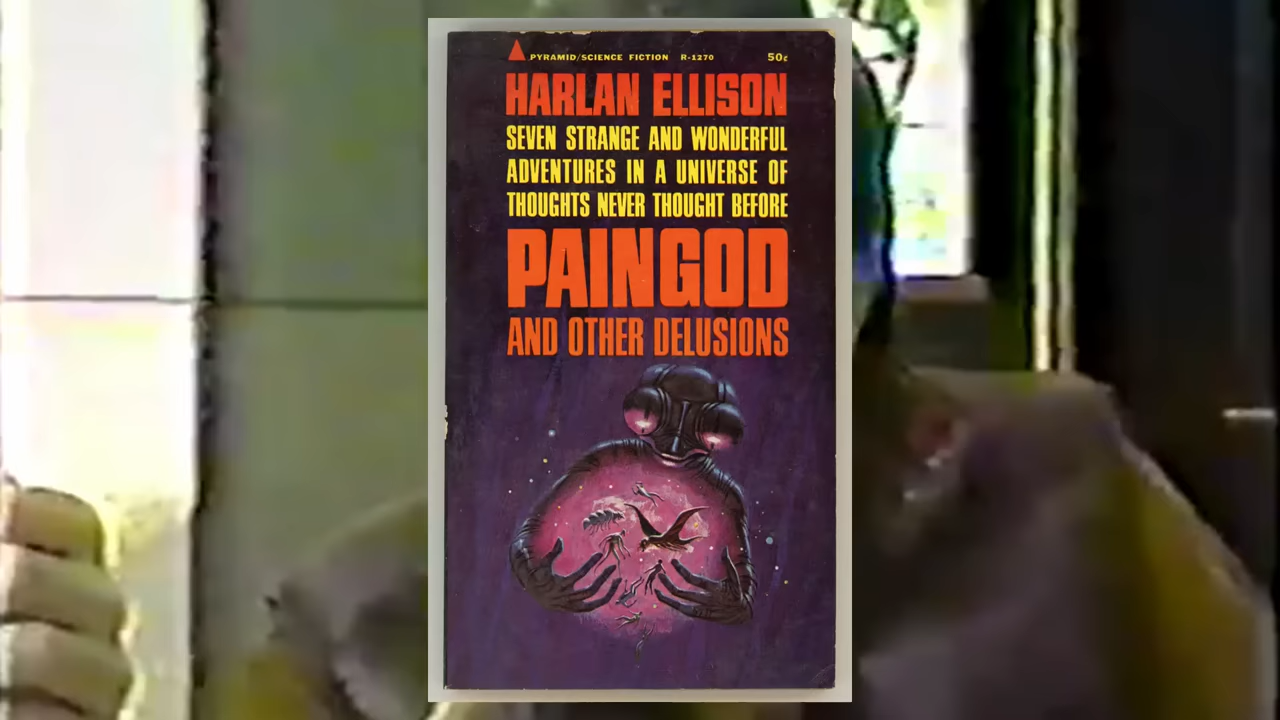 PYRAMID/SCIENCE FICTION R-1270 50¢
HARLAN ELLISON
SEVEN STRANGE AND WONDERFUL
ADVENTURES IN A UNIVERSE OF
THOUGHTS NEVER THOUGHT BEFORE
PAINGOD
AND OTHER DELUSIONS